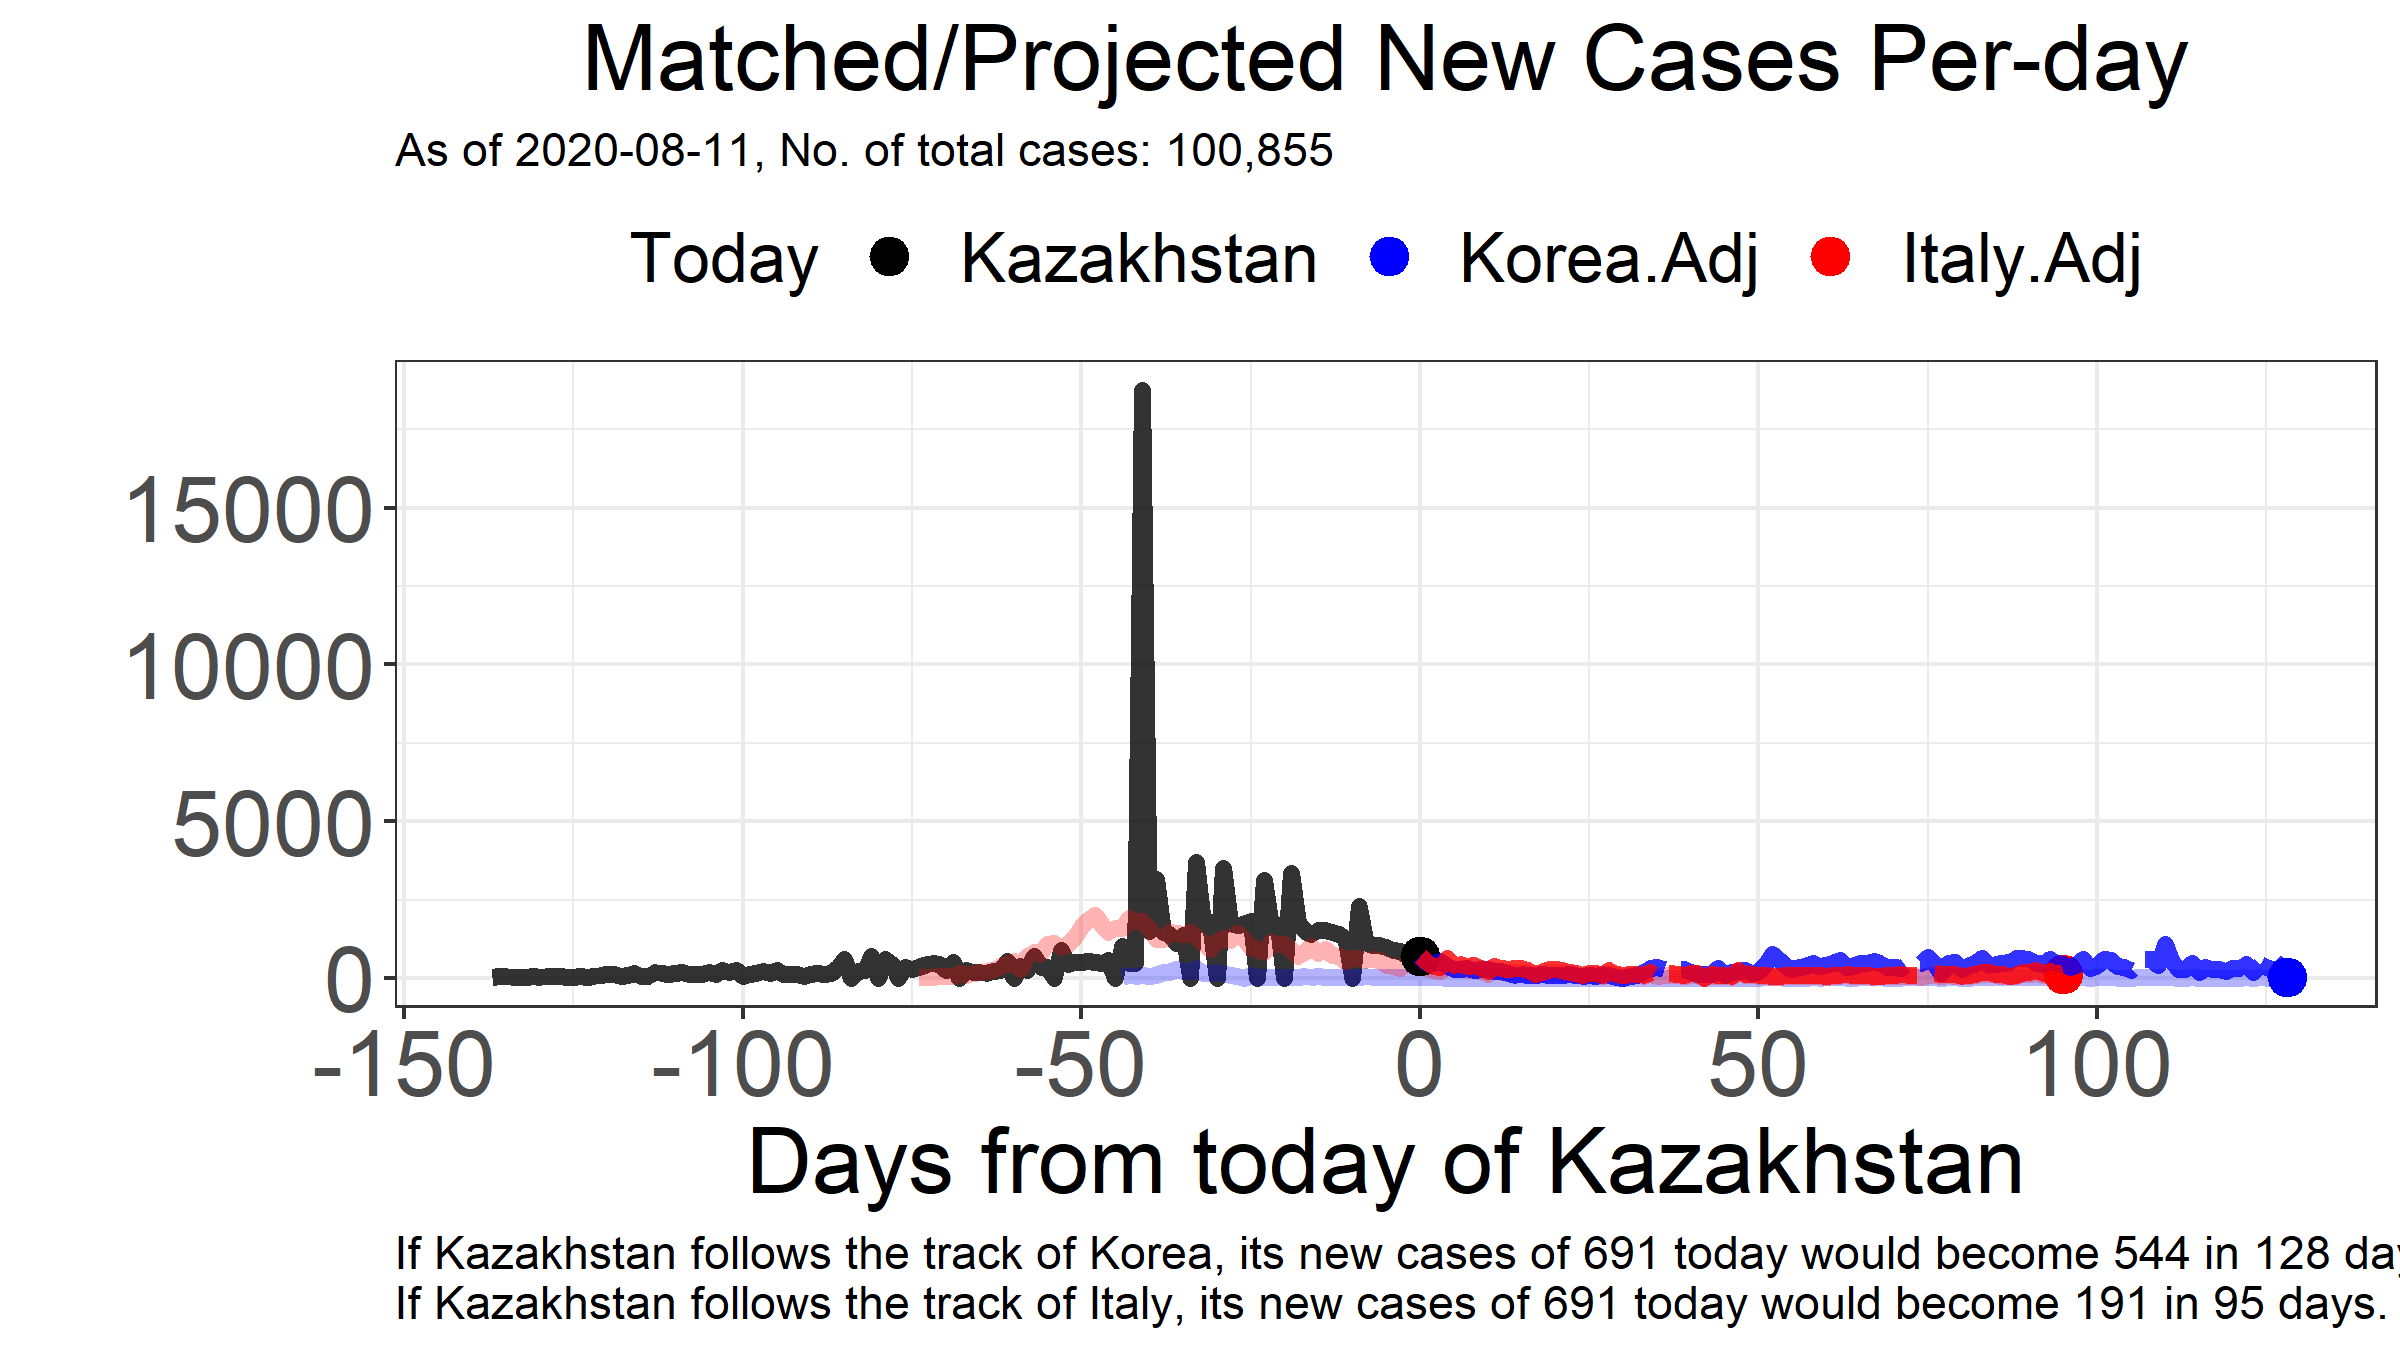 Matched/Projected New Cases Per-day
As of 2020-08-11, No. of total cases: 100,855
Today Kazakhstan Korea.Adj Italy.Adj
15000
10000
5000
0
-150 -100 -50 0 50 100
Days from today of Kazakhstan
If Kazakhstan follows the track of Korea, its new cases of 691 today would become 544 in 128
If Kazakhstan follows the track of Italy, its new cases of 691 today would become 191 in 95 days.